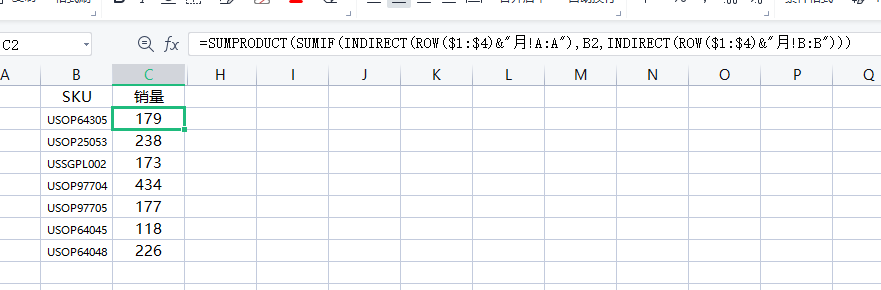 C2 fx =SUMPRODUCT(SUMIF(INDIRECT(ROW($1:$4)&"月!A:A"),B2,INDIRECT(ROW($1:$4)&"月!B:B")))
A B C H I J K L M N O P Q
SKU 销量
USOP64305 179
USOP25053 238
USSGPL002 173
USOP97704 434
USOP97705 177
USOP64045 118
USOP64048 226